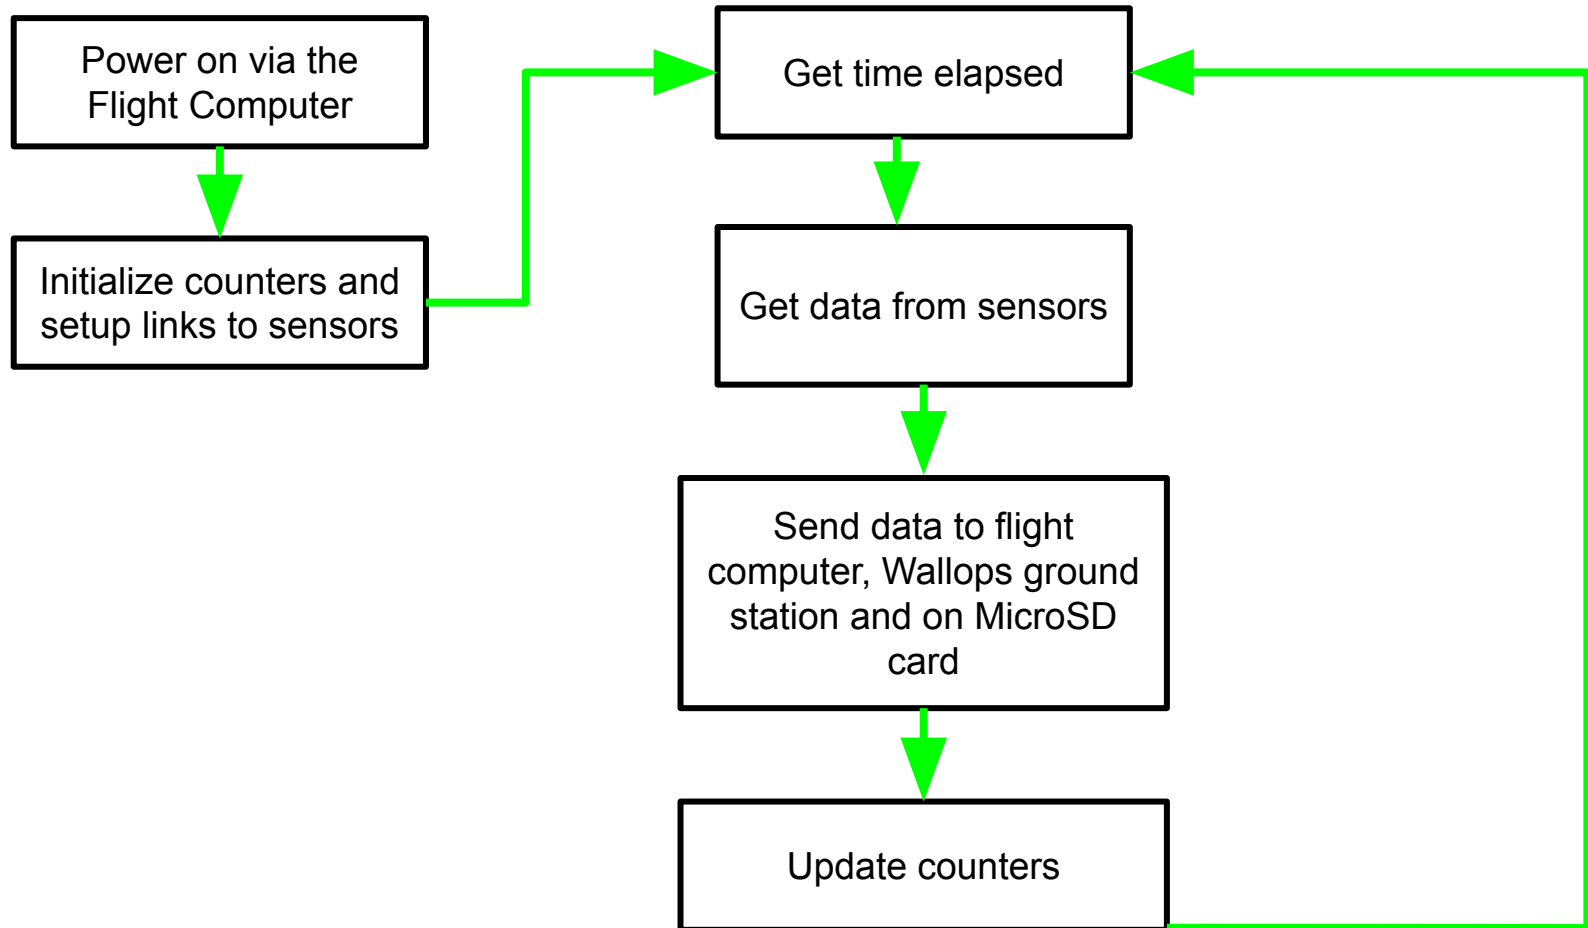 Power on via the
Flight Computer
Initialize counters and
setup links to sensors
Get time elapsed
Get data from sensors
Send data to flight
computer, Wallops ground
station and on MicroSD
card
Update counters